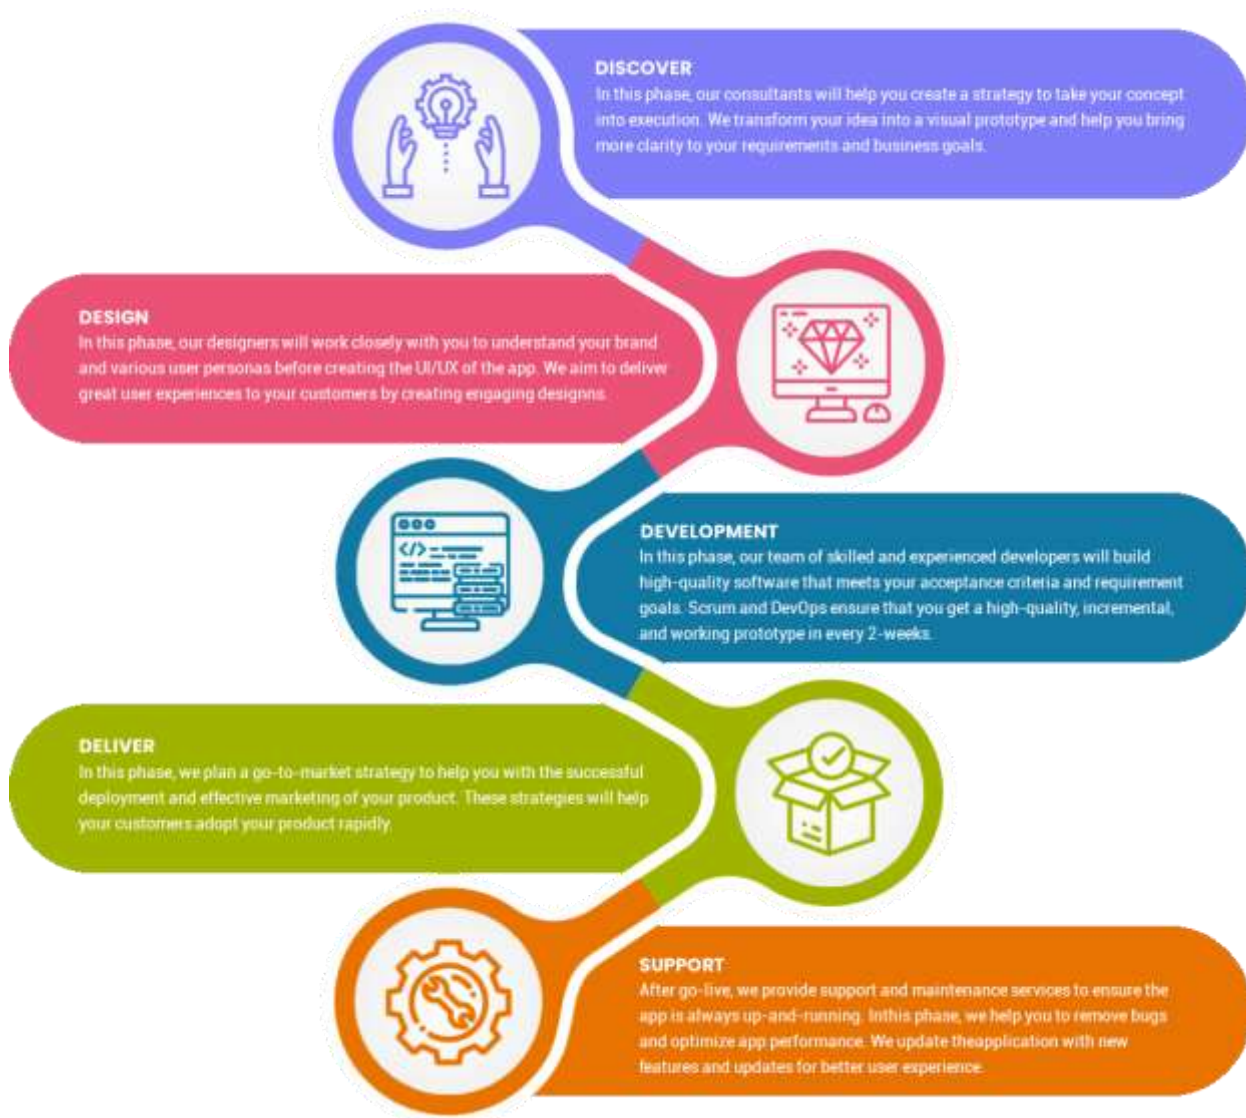 DISCOVER
In this phase, our consultants will help you create a strategy to take your concept
into execution. We transform your idea into a visual prototype and help you bring
more clarity to your requirements and business goals.
DESIGN
In this phase, our designers will work closely with you to understand your brand
and various user personas before creating the UI/UX of the app. We aim to deliver
great user experiences to your customers by creating engaging designns.
DEVELOPMENT
In this phase, our team of skilled and experienced developers will build
high-quality software that meets your acceptance criteria and requirement
goals. Scrum and DevOps ensure that you get a high-quality, incremental,
and working prototype in every 2-weeks.
DELIVER
In this phase, we plan a go-to-market strategy to help you with the successful
deployment and effective marketing of your product. These strategies will help
your customers adopt your product rapidly.
SUPPORT
After go-live, we provide support and maintenance services to ensure the
app is always up-and-running. Inthis phase, we help you to remove bugs
and optimize app performance. We update theapplication with new
features and updates for better user experience.